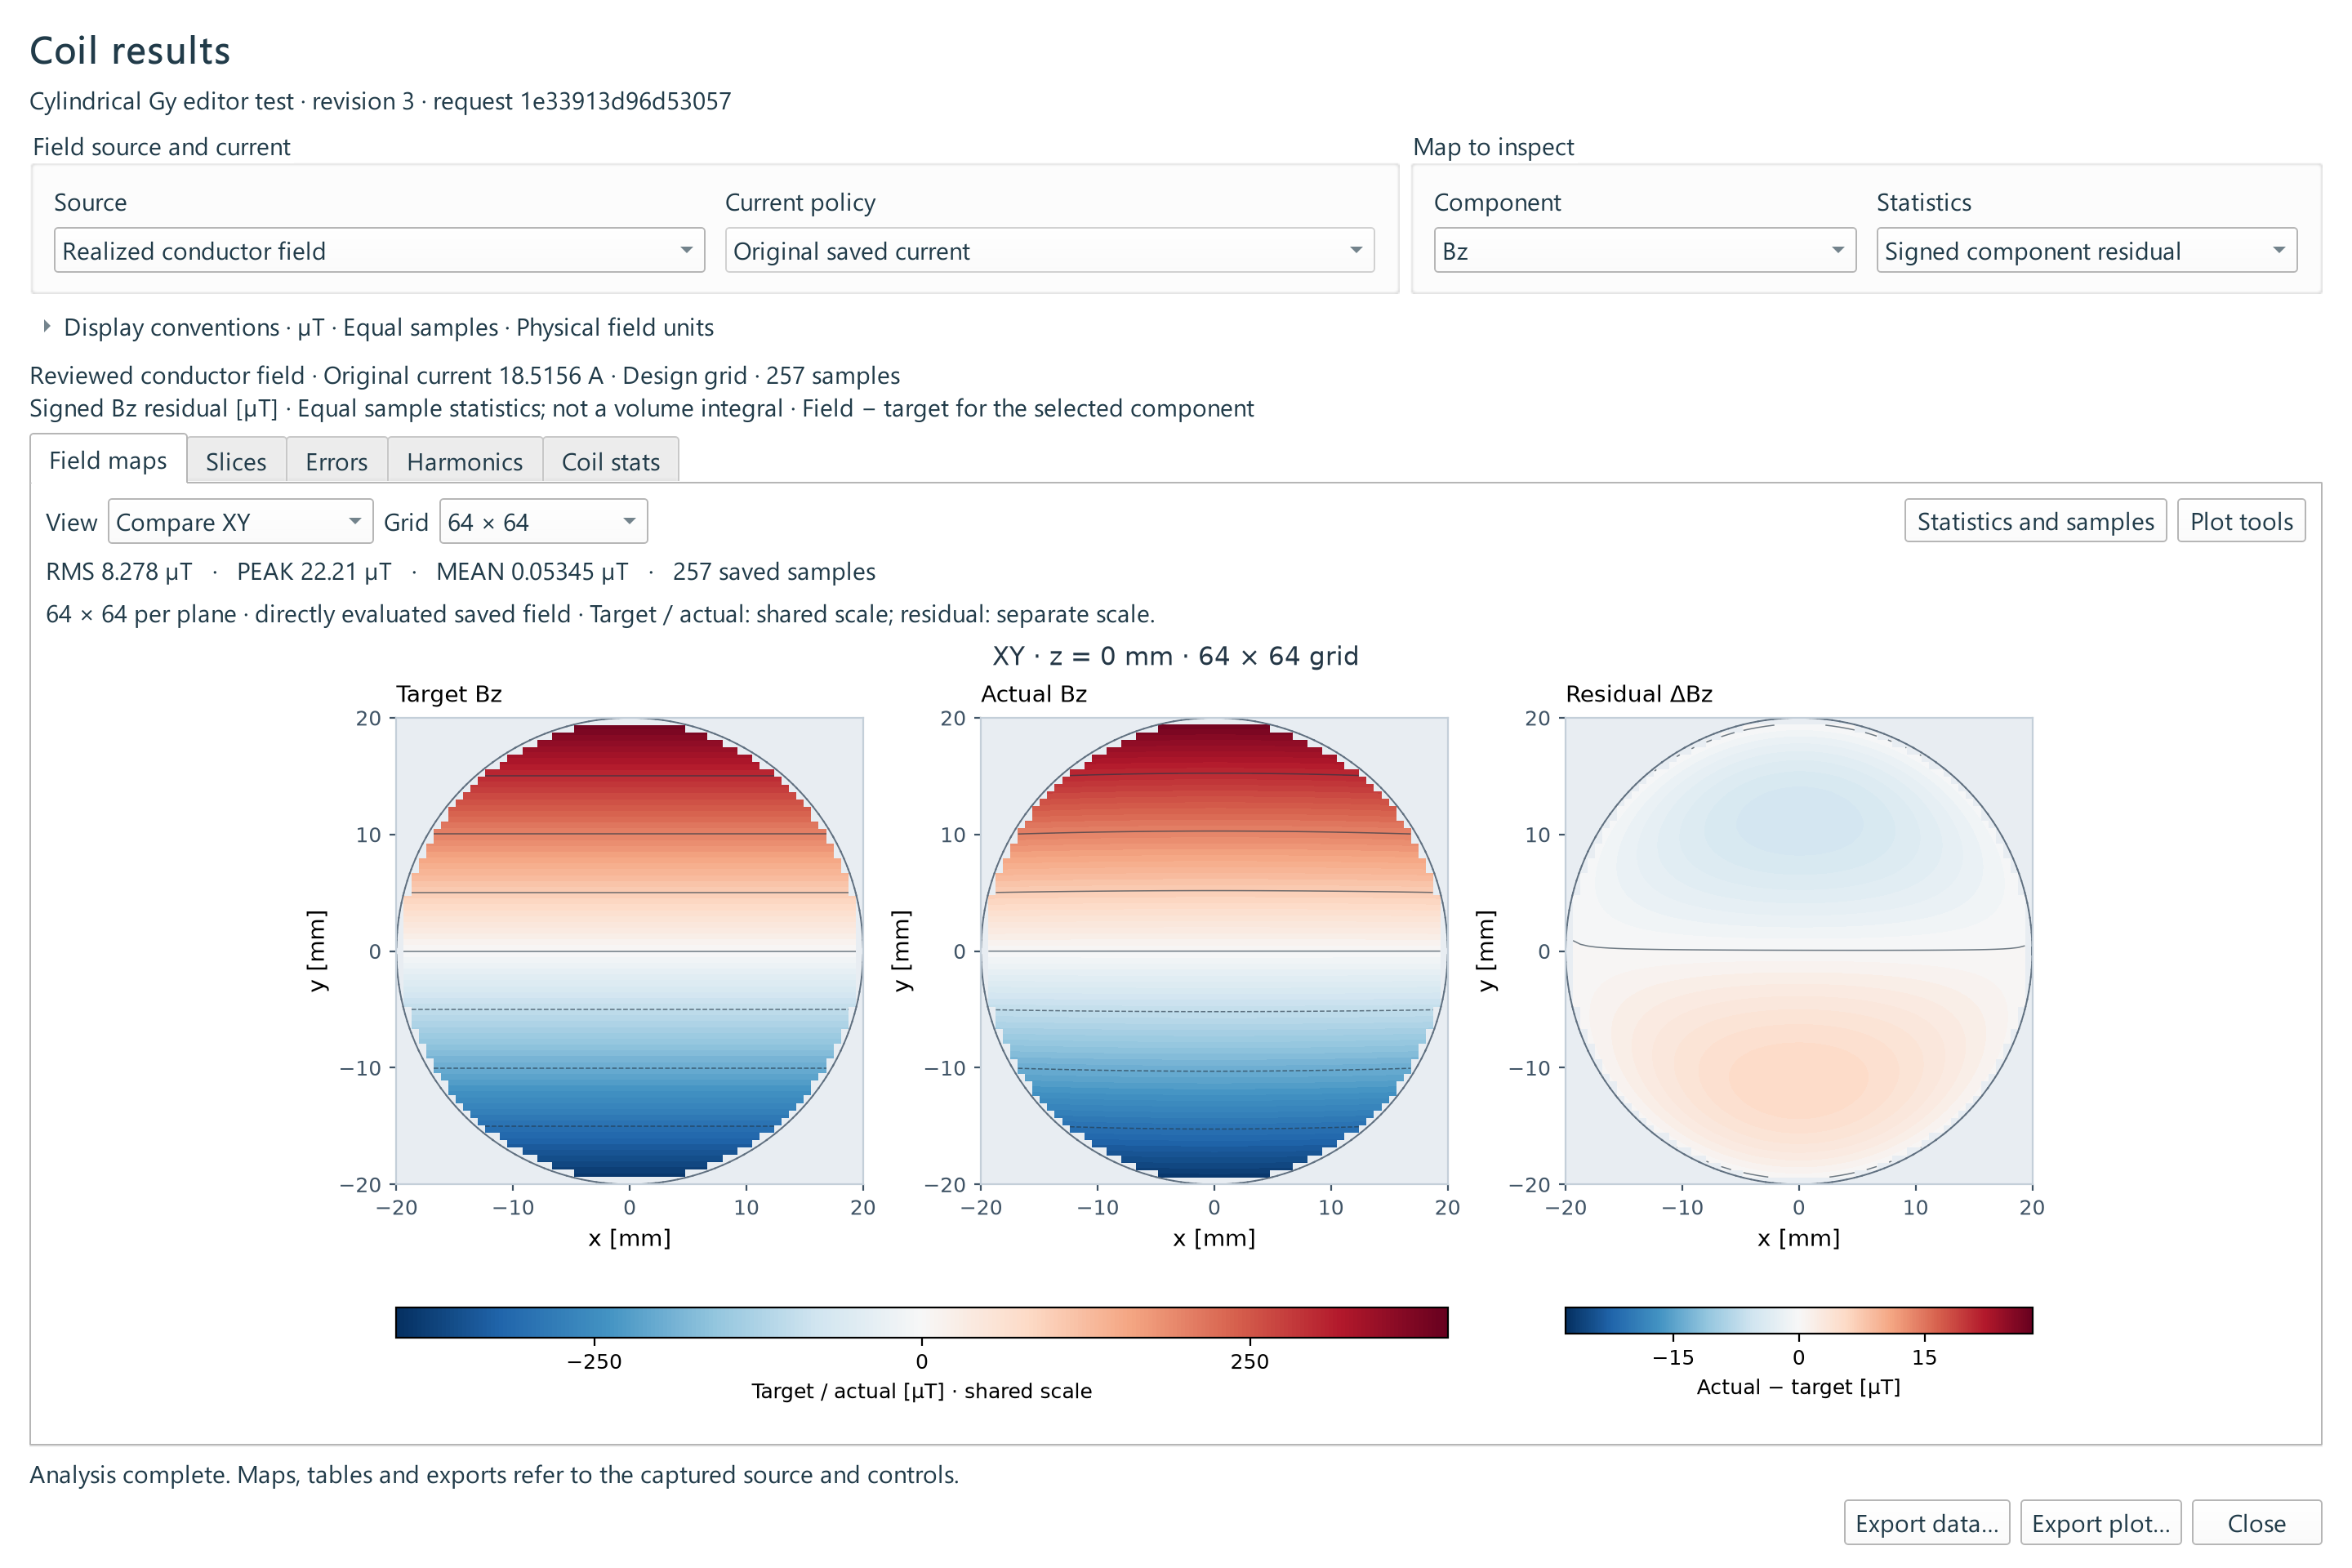 Coil results
Cylindrical Gy editor test · revision 3 · request 1e33913d96d53057
Field source and current
Map to inspect
Source
Current policy
Component
Statistics
Realized conductor field
Original saved current
Bz
Signed component residual
Display conventions · µT · Equal samples · Physical field units
Reviewed conductor field · Original current 18.5156 A · Design grid · 257 samples
Signed Bz residual [µT] · Equal sample statistics; not a volume integral · Field − target for the selected component
Field maps
Slices
Errors
Harmonics
Coil stats
View
Compare XY
Grid
64 × 64
Statistics and samples
Plot tools
RMS 8.278 µT · PEAK 22.21 µT · MEAN 0.05345 µT · 257 saved samples
64 × 64 per plane · directly evaluated saved field · Target / actual: shared scale; residual: separate scale.
XY · z = 0 mm · 64 × 64 grid
Target Bz
20
10
0
−10
−20
y [mm]
−20 −10 0 10 20
x [mm]
Actual Bz
20
10
0
−10
−20
y [mm]
−20 −10 0 10 20
x [mm]
Residual ΔBz
20
10
0
−10
−20
y [mm]
−20 −10 0 10 20
x [mm]
−250 0 250
Target / actual [µT] · shared scale
−15 0 15
Actual − target [µT]
Analysis complete. Maps, tables and exports refer to the captured source and controls.
Export data...
Export plot...
Close